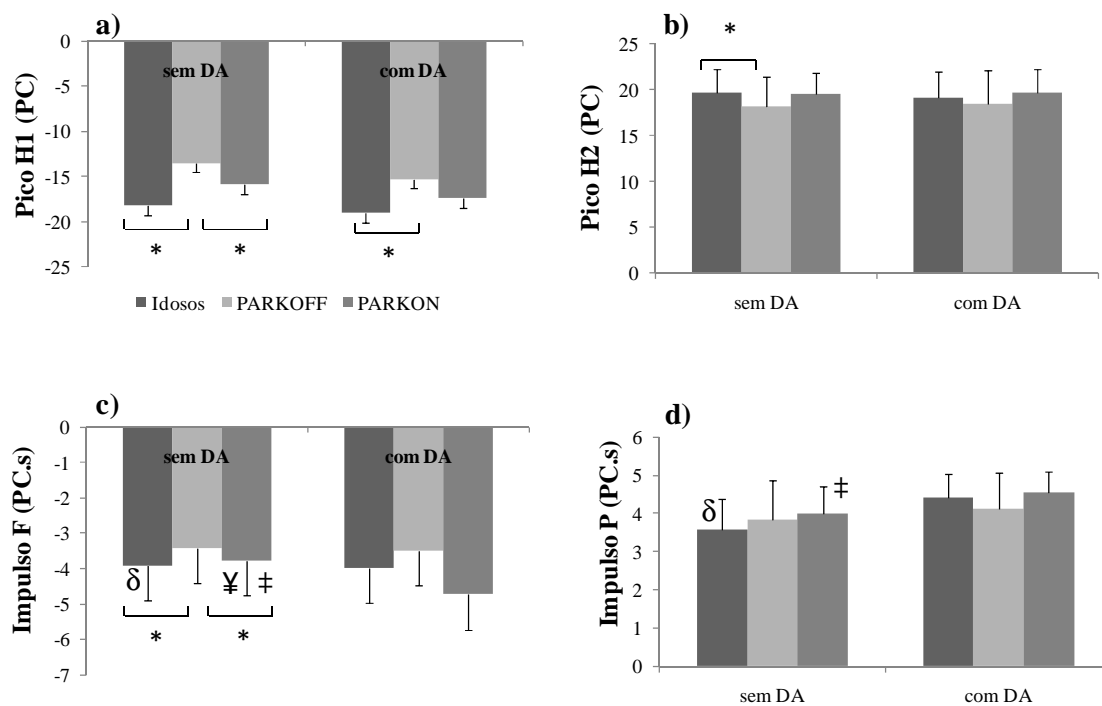 a)
Pico H1 (PC)
0
-5
-10
-15
-20
-25
sem DA
com DA
*
*
*
Idosos PARKOFF PARKON
b)
Pico H2 (PC)
25
20
15
10
5
0
*
sem DA
com DA
c)
Impulso F (PC.s)
0
-1
-2
-3
-4
-5
-6
-7
sem DA
com DA
δ
¥ ‡
*
*
d)
Impulso P (PC.s)
6
5
4
3
2
1
0
δ
‡
sem DA
com DA